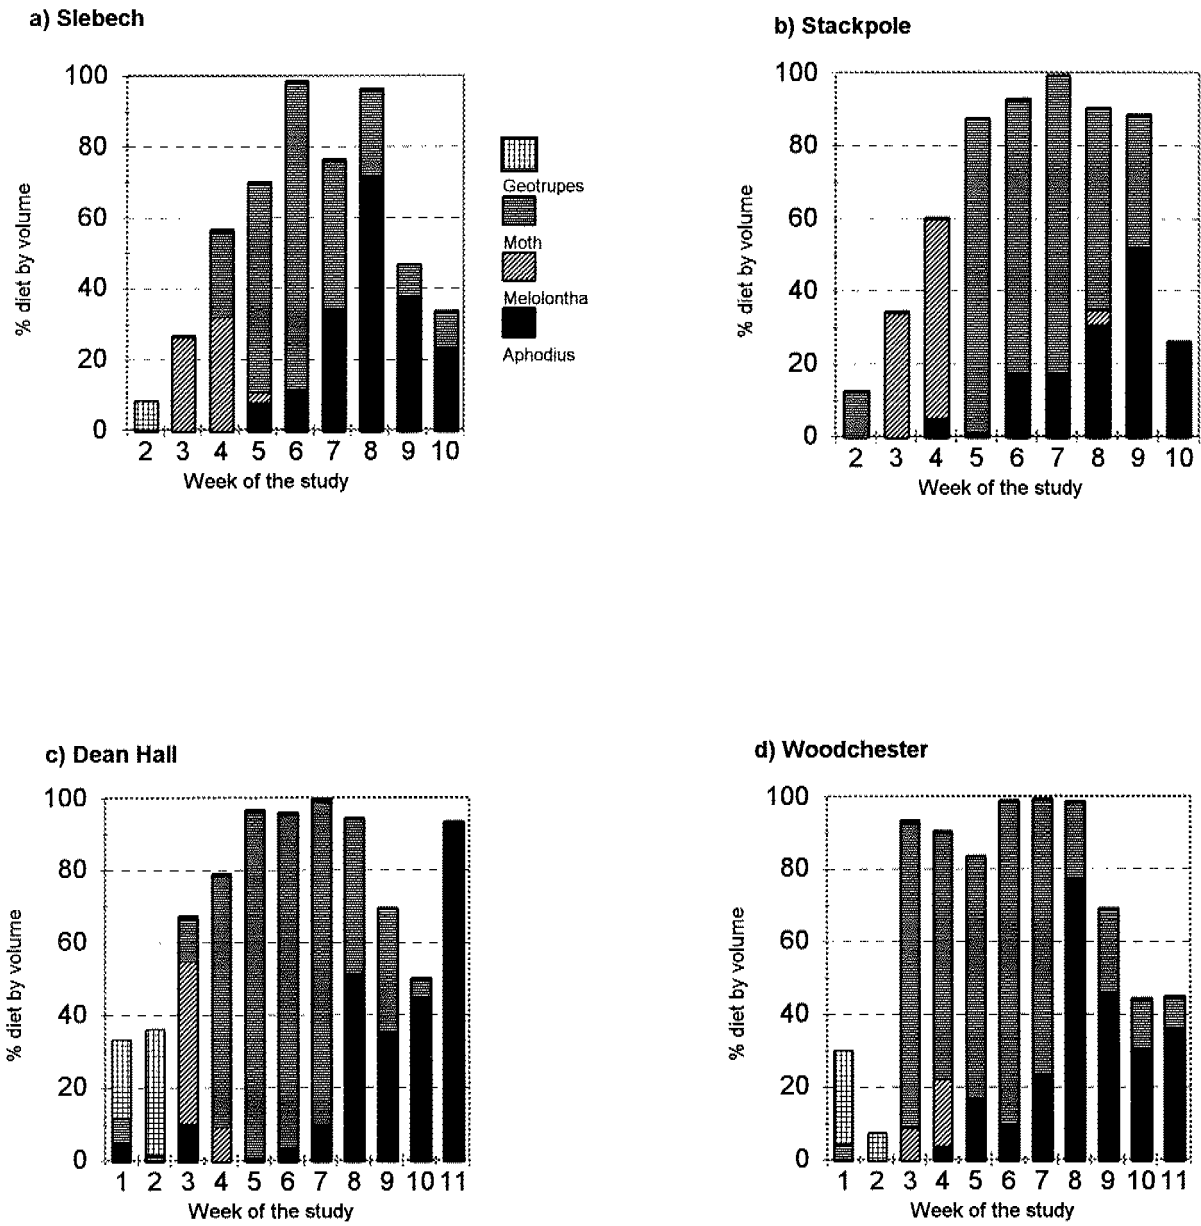 a) Slebech
100
80
60
40
20
0
% diet by volume
2 3 4 5 6 7 8 9 10
Week of the study
Geotrupes
Moth
Melolontha
Aphodius
b) Stackpole
100
80
60
40
20
0
% diet by volume
2 3 4 5 6 7 8 9 10
Week of the study
c) Dean Hall
100
80
60
40
20
0
% diet by volume
1 2 3 4 5 6 7 8 9 10 11
Week of the study
d) Woodchester
100
80
60
40
20
0
% diet by volume
1 2 3 4 5 6 7 8 9 10 11
Week of the study